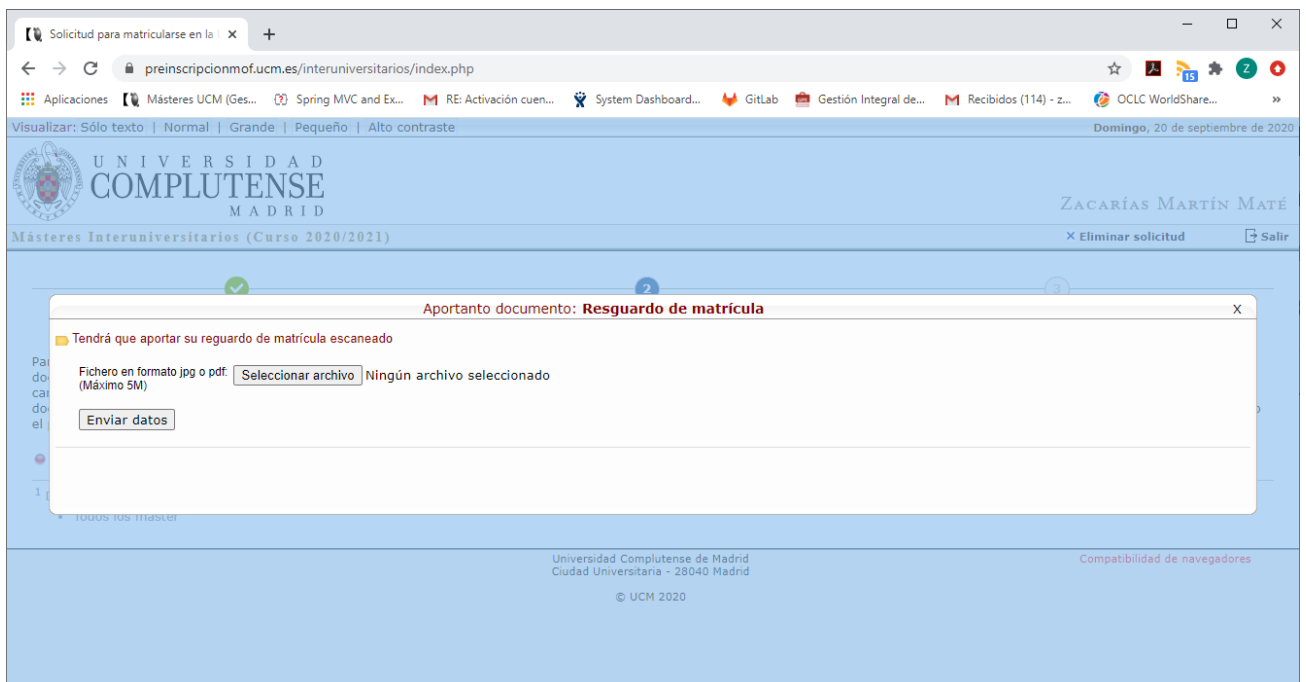 Solicitud para matricularse en la
preinscripcionmof.ucm.es/interuniversitarios/index.php
15
Z
Aplicaciones Másteres UCM (Ges... Spring MVC and Ex... RE: Activación cuen... System Dashboard... GitLab Gestión Integral de... Recibidos (114) - z... OCLC WorldShare... »
Visualizar: Sólo texto | Normal | Grande | Pequeño | Alto contraste Domingo, 20 de septiembre de 2020
UNIVERSIDAD
COMPLUTENSE
MADRID
Zacarías Martín Maté
Másteres Interuniversitarios (Curso 2020/2021) × Eliminar solicitud Salir
2 3
Aportanto documento: Resguardo de matrícula X
Tendrá que aportar su reguardo de matrícula escaneado
Fichero en formato jpg o pdf: Seleccionar archivo Ningún archivo seleccionado
(Máximo 5M)
Enviar datos
el
1
Todos los máster
Universidad Complutense de Madrid Compatibilidad de navegadores
Ciudad Universitaria - 28040 Madrid
© UCM 2020